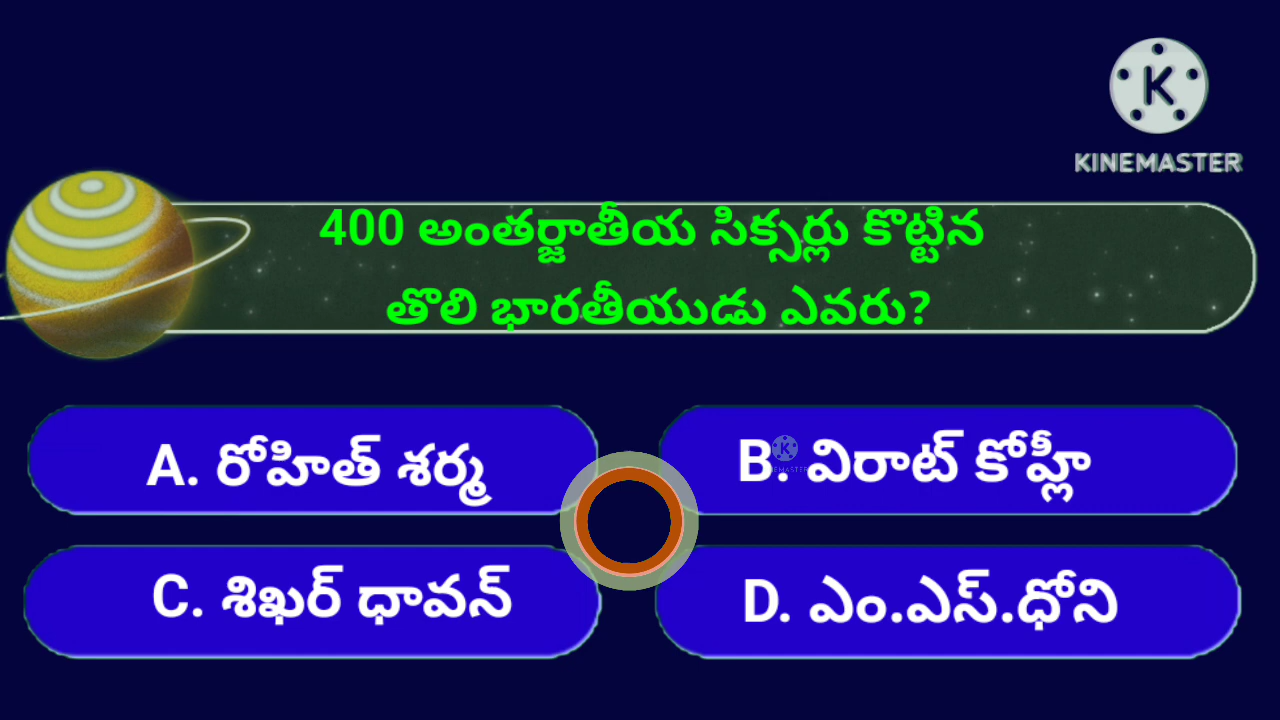 K
KINEMASTER
400 అంతర్జాతీయ సిక్సర్లు కొట్టిన
తొలి భారతీయుడు ఎవరు?
A. రోహిత్ శర్మ
B. విరాట్ కోహ్లీ
C. శిఖర్ ధావన్
D. ఎం.ఎస్.ధోని